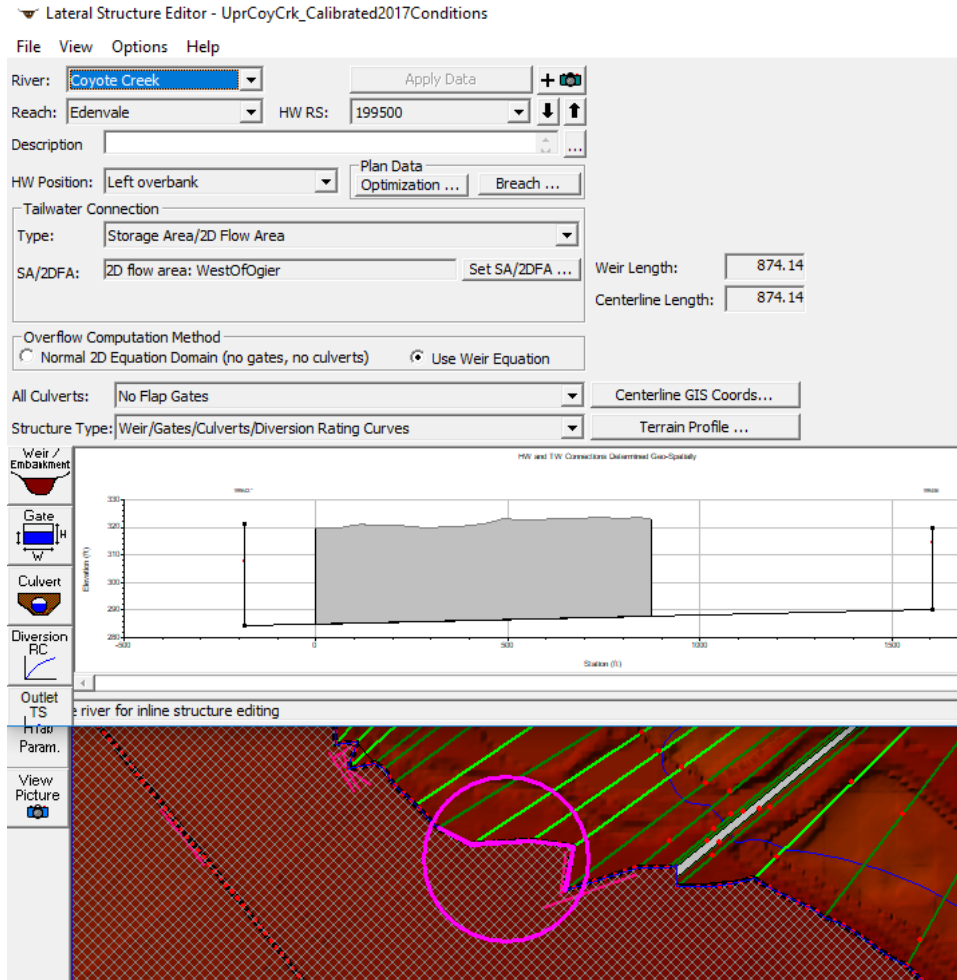 Lateral Structure Editor - UprCoyCrk_Calibrated2017Conditions
File View Options Help
River: Coyote Creek Apply Data +
Reach: Edenvale HW RS: 199500
Description ...
HW Position: Left overbank Plan Data Optimization ... Breach ...
Tailwater Connection
Type: Storage Area/2D Flow Area
SA/2DFA: 2D flow area: WestOfOgier Set SA/2DFA ... Weir Length: 874.14
Centerline Length: 874.14
Overflow Computation Method
Normal 2D Equation Domain (no gates, no culverts) Use Weir Equation
All Culverts: No Flap Gates Centerline GIS Coords...
Structure Type: Weir/Gates/Culverts/Diversion Rating Curves Terrain Profile ...
Weir / Embankment
HW and TW Connections Determined Geo-Spatially
Gate
H
W
Culvert
Diversion RC
Outlet TS
330
320
310
300
290
280
Elevation (ft)
-500 0 500 1000 1500
Station (ft)
e river for inline structure editing
Param.
View Picture